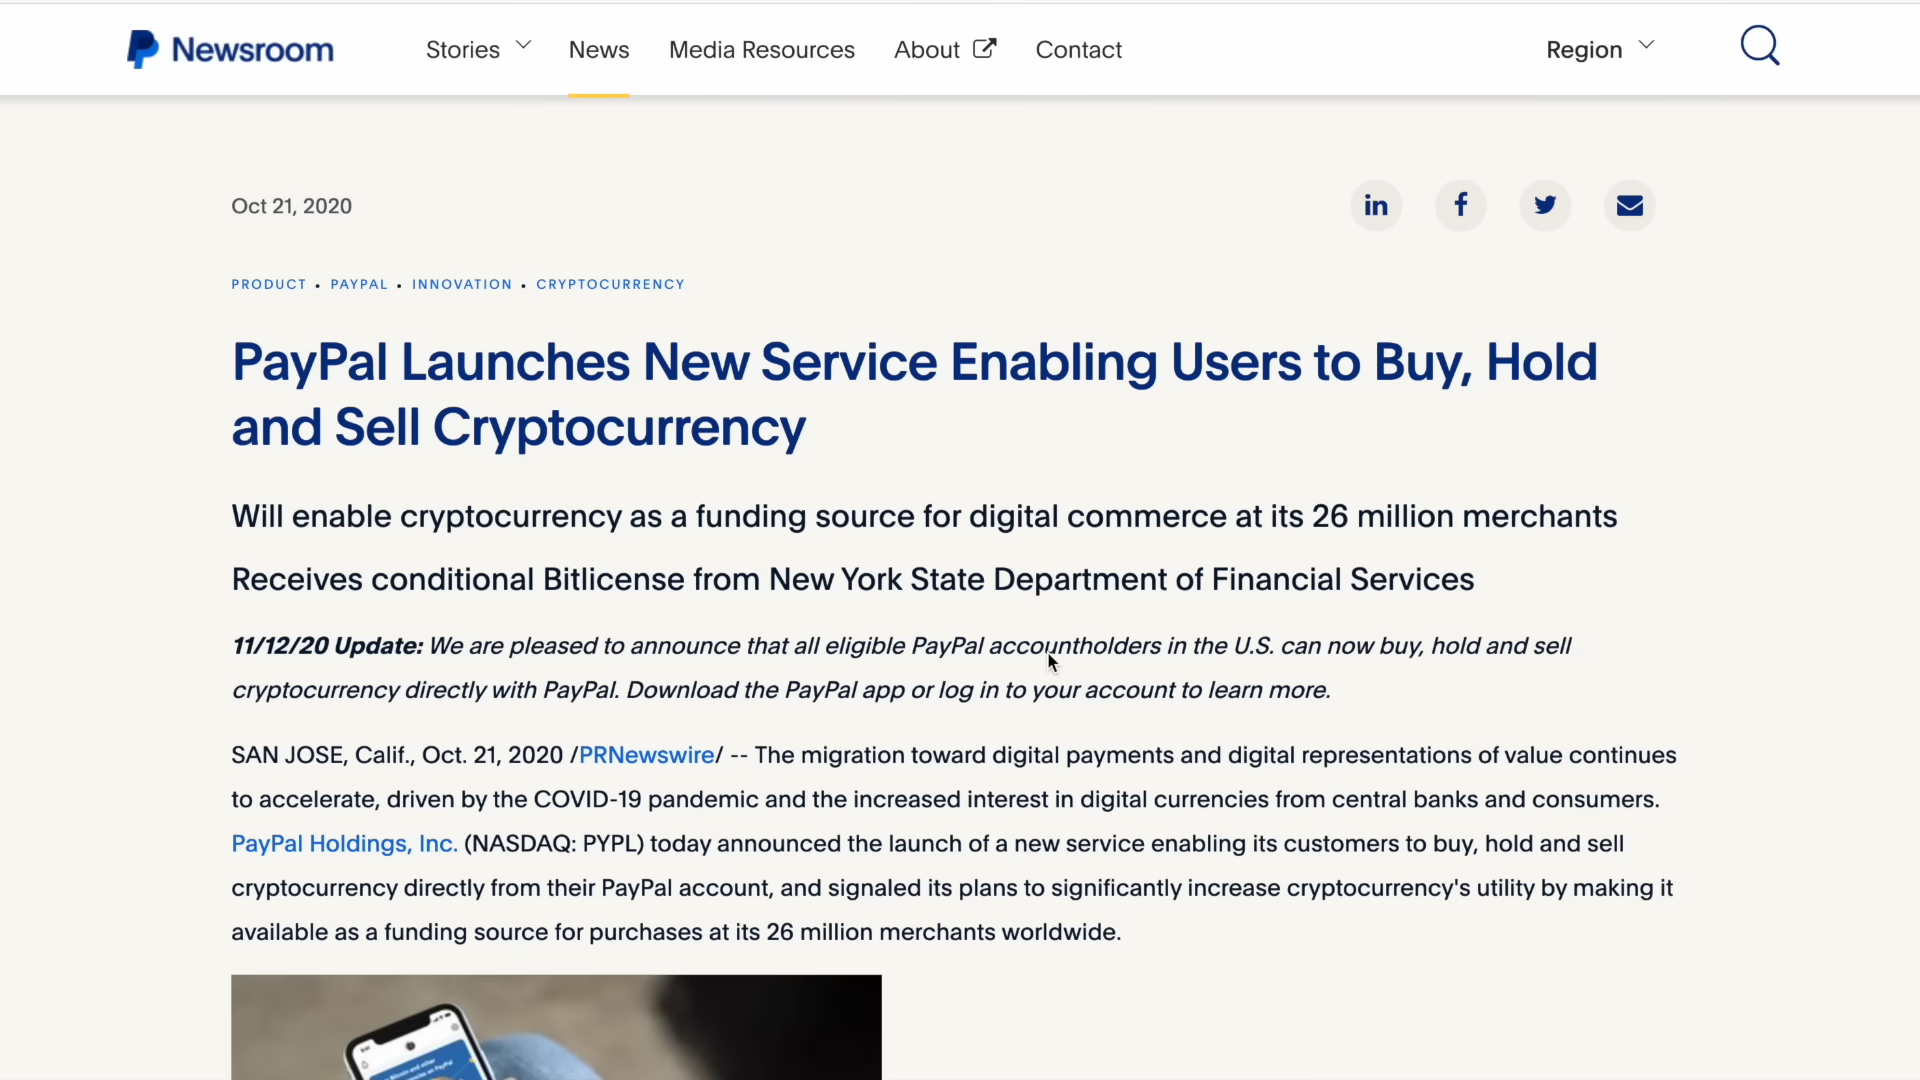 Newsroom Stories News Media Resources About Contact Region
Oct 21, 2020
PRODUCT • PAYPAL • INNOVATION • CRYPTOCURRENCY
PayPal Launches New Service Enabling Users to Buy, Hold
and Sell Cryptocurrency
Will enable cryptocurrency as a funding source for digital commerce at its 26 million merchants
Receives conditional Bitlicense from New York State Department of Financial Services
11/12/20 Update: We are pleased to announce that all eligible PayPal accountholders in the U.S. can now buy, hold and sell
cryptocurrency directly with PayPal. Download the PayPal app or log in to your account to learn more.
SAN JOSE, Calif., Oct. 21, 2020 /PRNewswire/ -- The migration toward digital payments and digital representations of value continues
to accelerate, driven by the COVID-19 pandemic and the increased interest in digital currencies from central banks and consumers.
PayPal Holdings, Inc. (NASDAQ: PYPL) today announced the launch of a new service enabling its customers to buy, hold and sell
cryptocurrency directly from their PayPal account, and signaled its plans to significantly increase cryptocurrency's utility by making it
available as a funding source for purchases at its 26 million merchants worldwide.